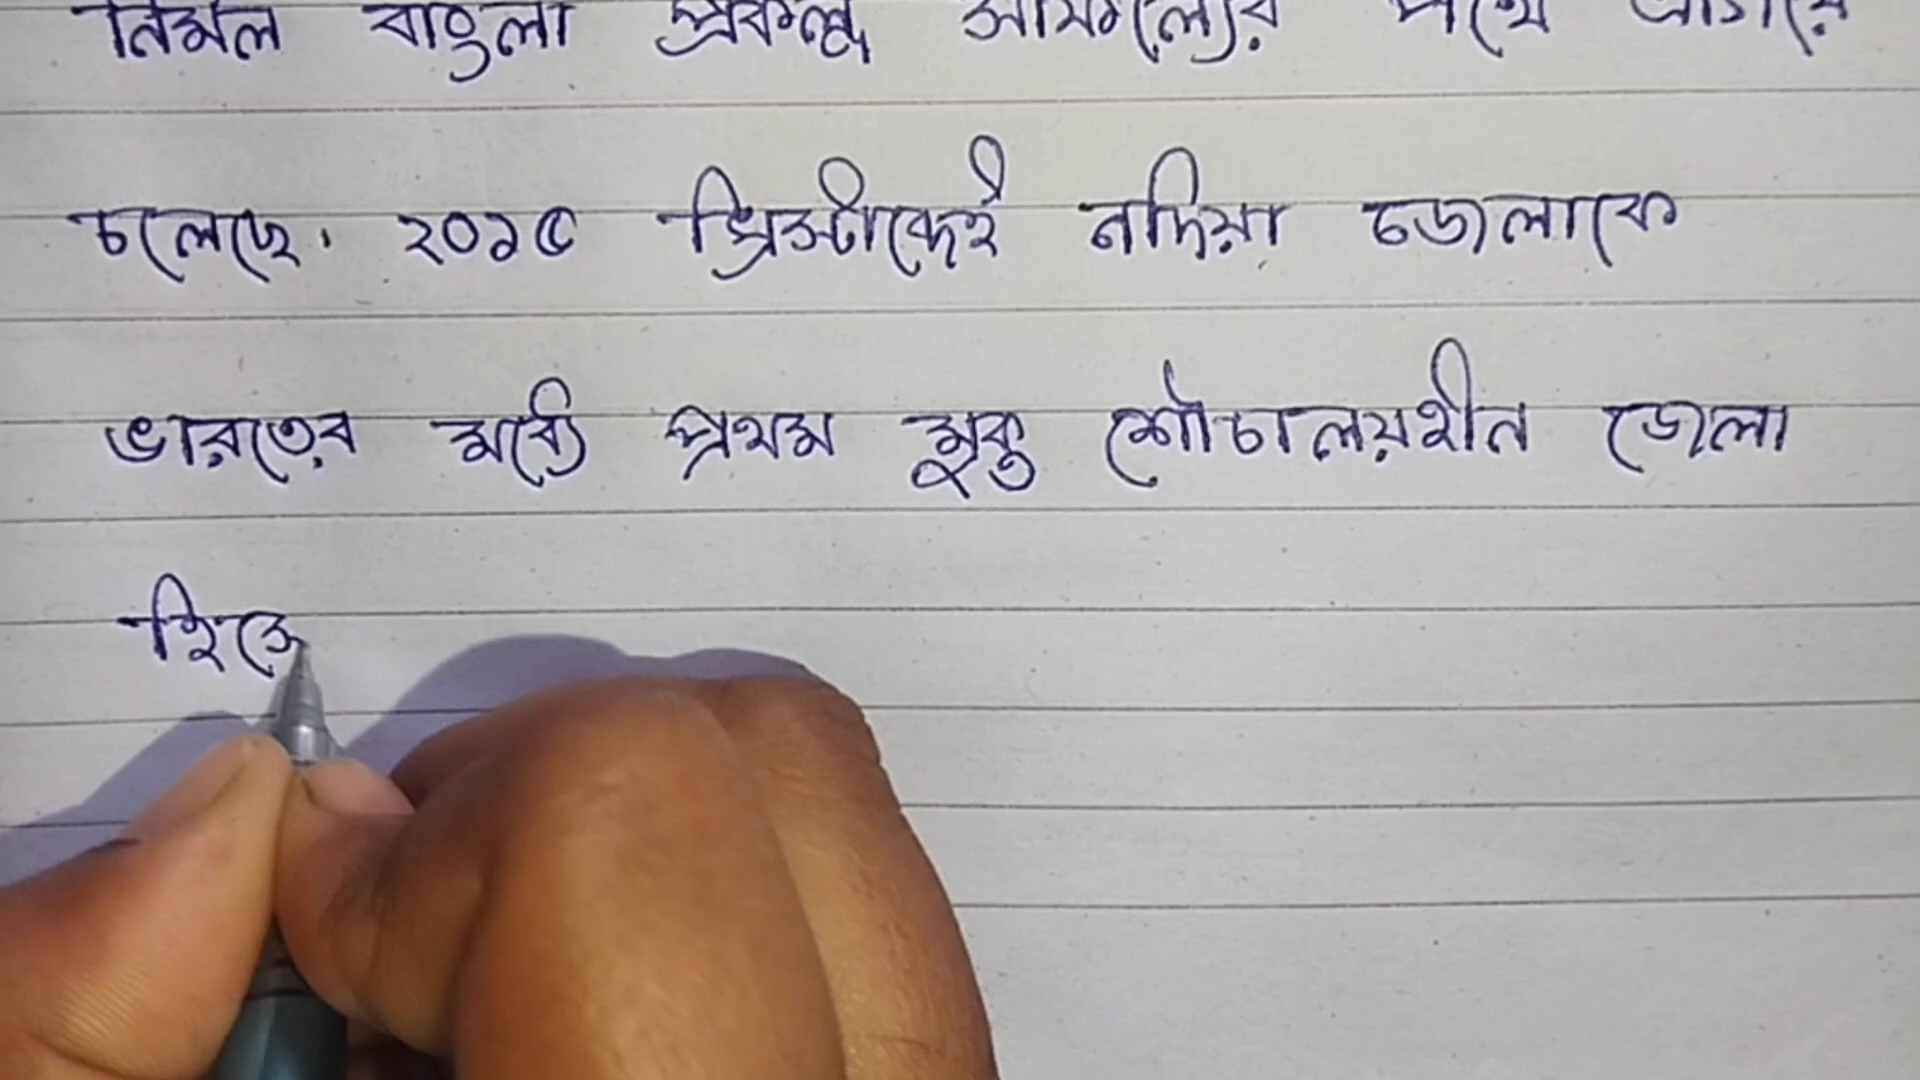 নির্মল বাংলা প্রকল্প সাফল্যের পথে এগিয়ে
চলেছে. ২০১৫ খ্রিস্টাব্দেই নদিয়া জেলাকে
ভারতের মধ্যে প্রথম মুক্ত শৌচালয়হীন জেলা
হিসে